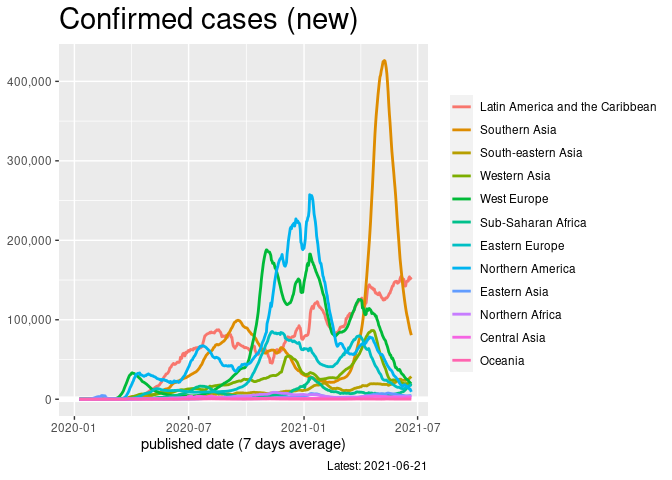 Confirmed cases (new)
400,000
300,000
200,000
100,000
0
2020-01
2020-07
2021-01
2021-07
published date (7 days average)
Latest: 2021-06-21
Latin America and the Caribbean
Southern Asia
South-eastern Asia
Western Asia
West Europe
Sub-Saharan Africa
Eastern Europe
Northern America
Eastern Asia
Northern Africa
Central Asia
Oceania